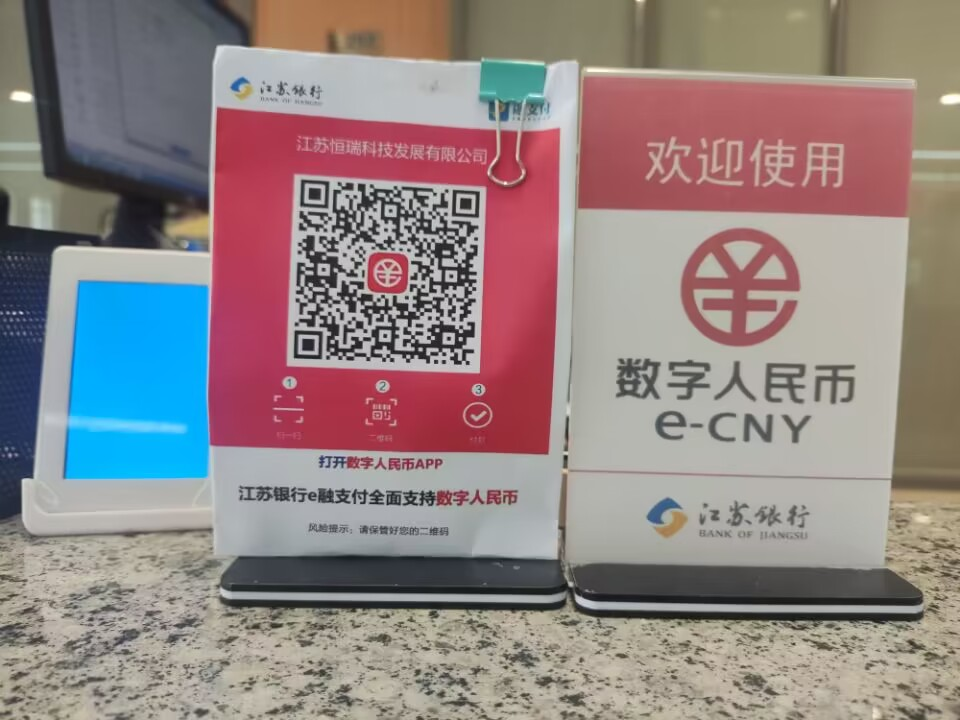 江苏银行
BANK OF JIANGSU
江苏恒瑞科技发展有限公司
1
2
3
扫一扫
二维码
付款
打开数字人民币APP
江苏银行e融支付全面支持数字人民币
风险提示:请保管好您的二维码
欢迎使用
数字人民币
e-CNY
江苏银行
BANK OF JIANGSU